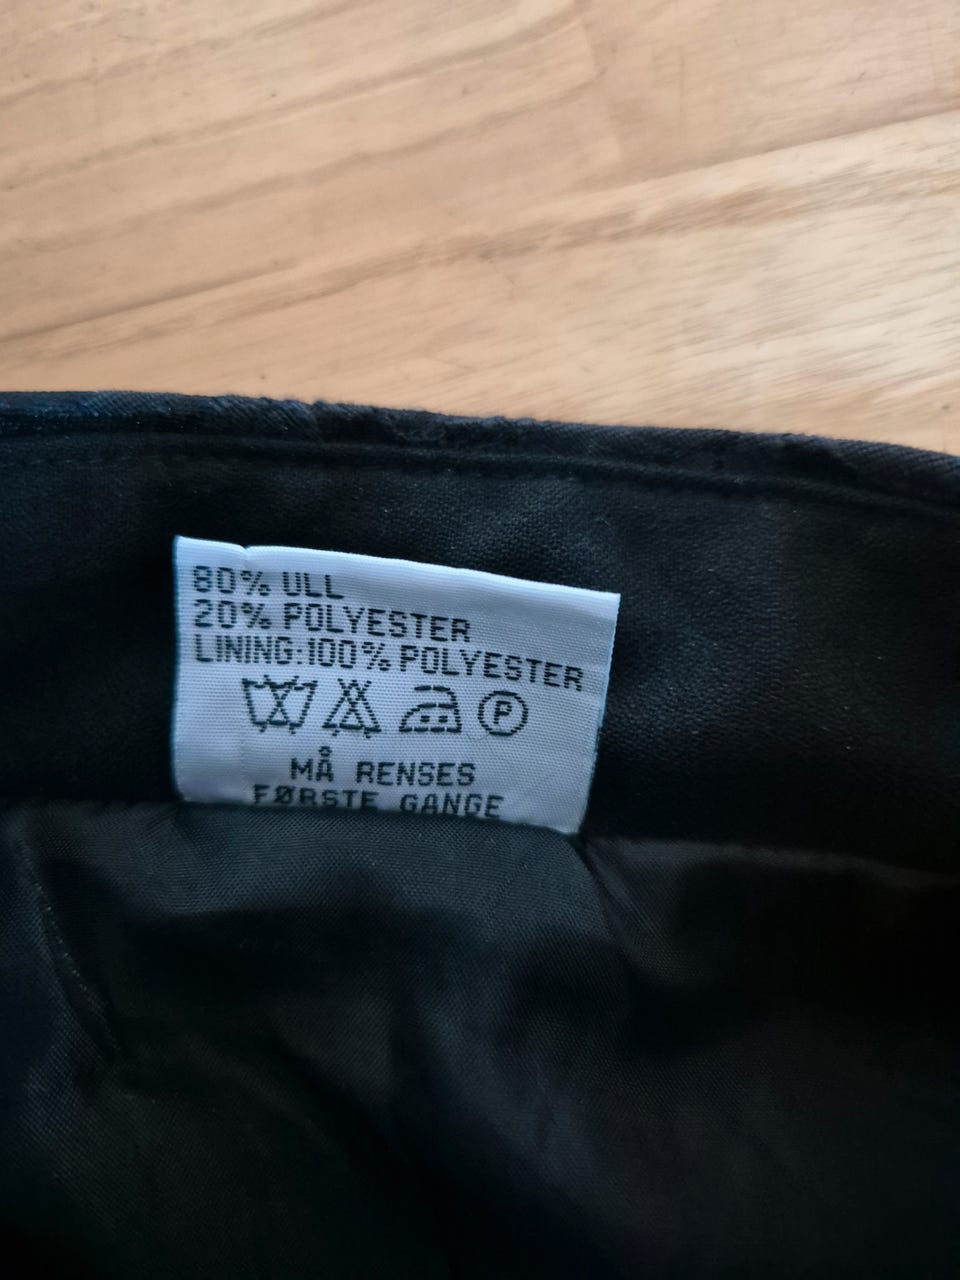 80% ULL
20% POLYESTER
LINING:100% POLYESTER
P
MÅ RENSES
FØRSTE GANGE